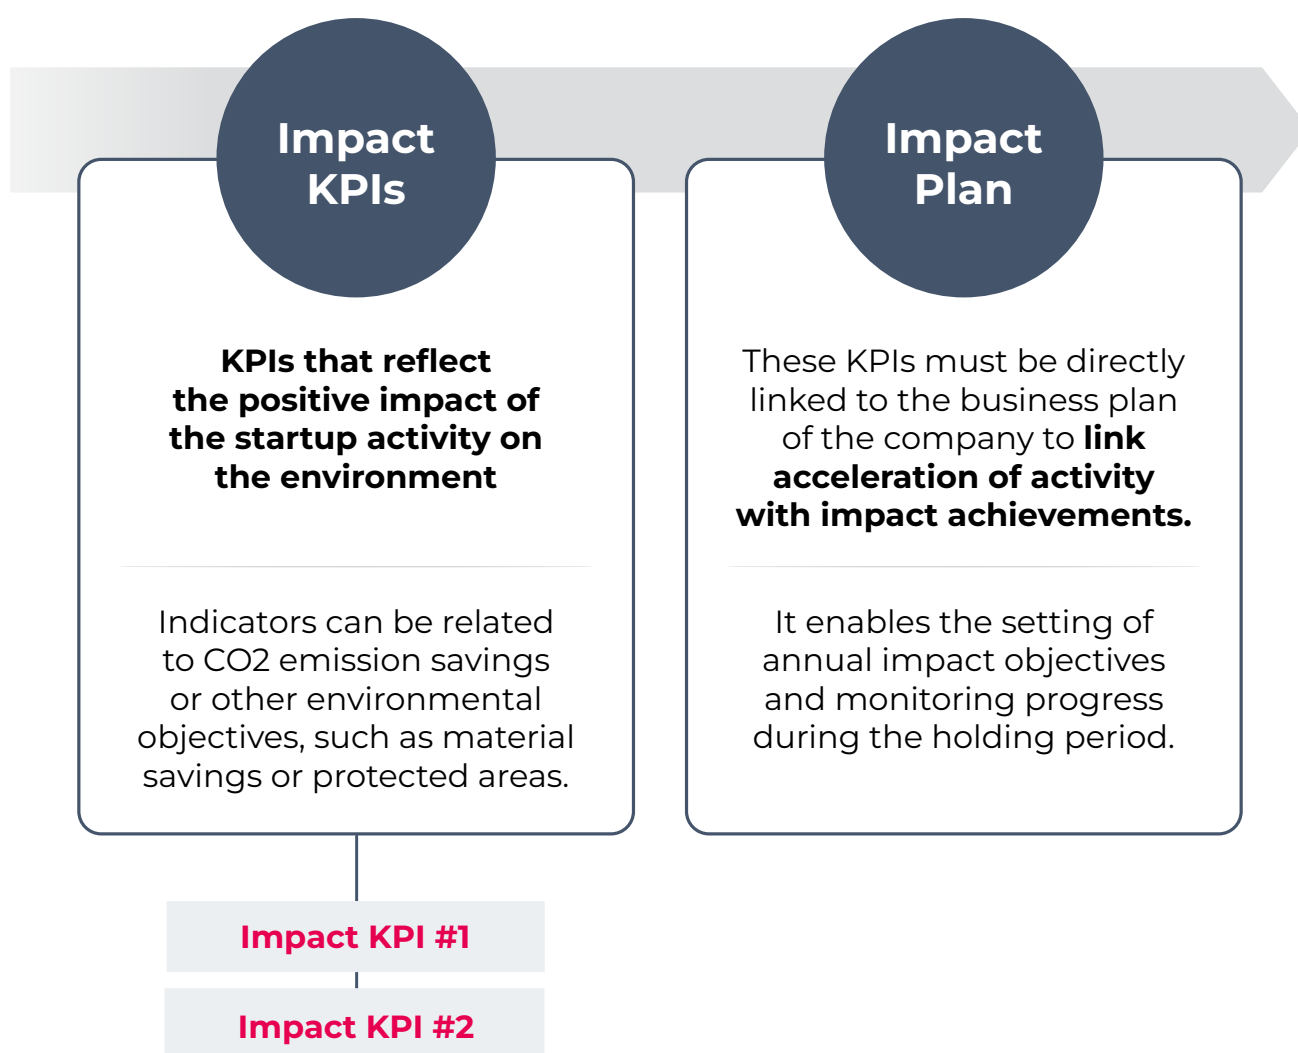 Impact
KPIs
KPIs that reflect
the positive impact of
the startup activity on
the environment
Indicators can be related
to CO2 emission savings
or other environmental
objectives, such as material
savings or protected areas.
Impact KPI #1
Impact KPI #2
Impact
Plan
These KPIs must be directly
linked to the business plan
of the company to link
acceleration of activity
with impact achievements.
It enables the setting of
annual impact objectives
and monitoring progress
during the holding period.